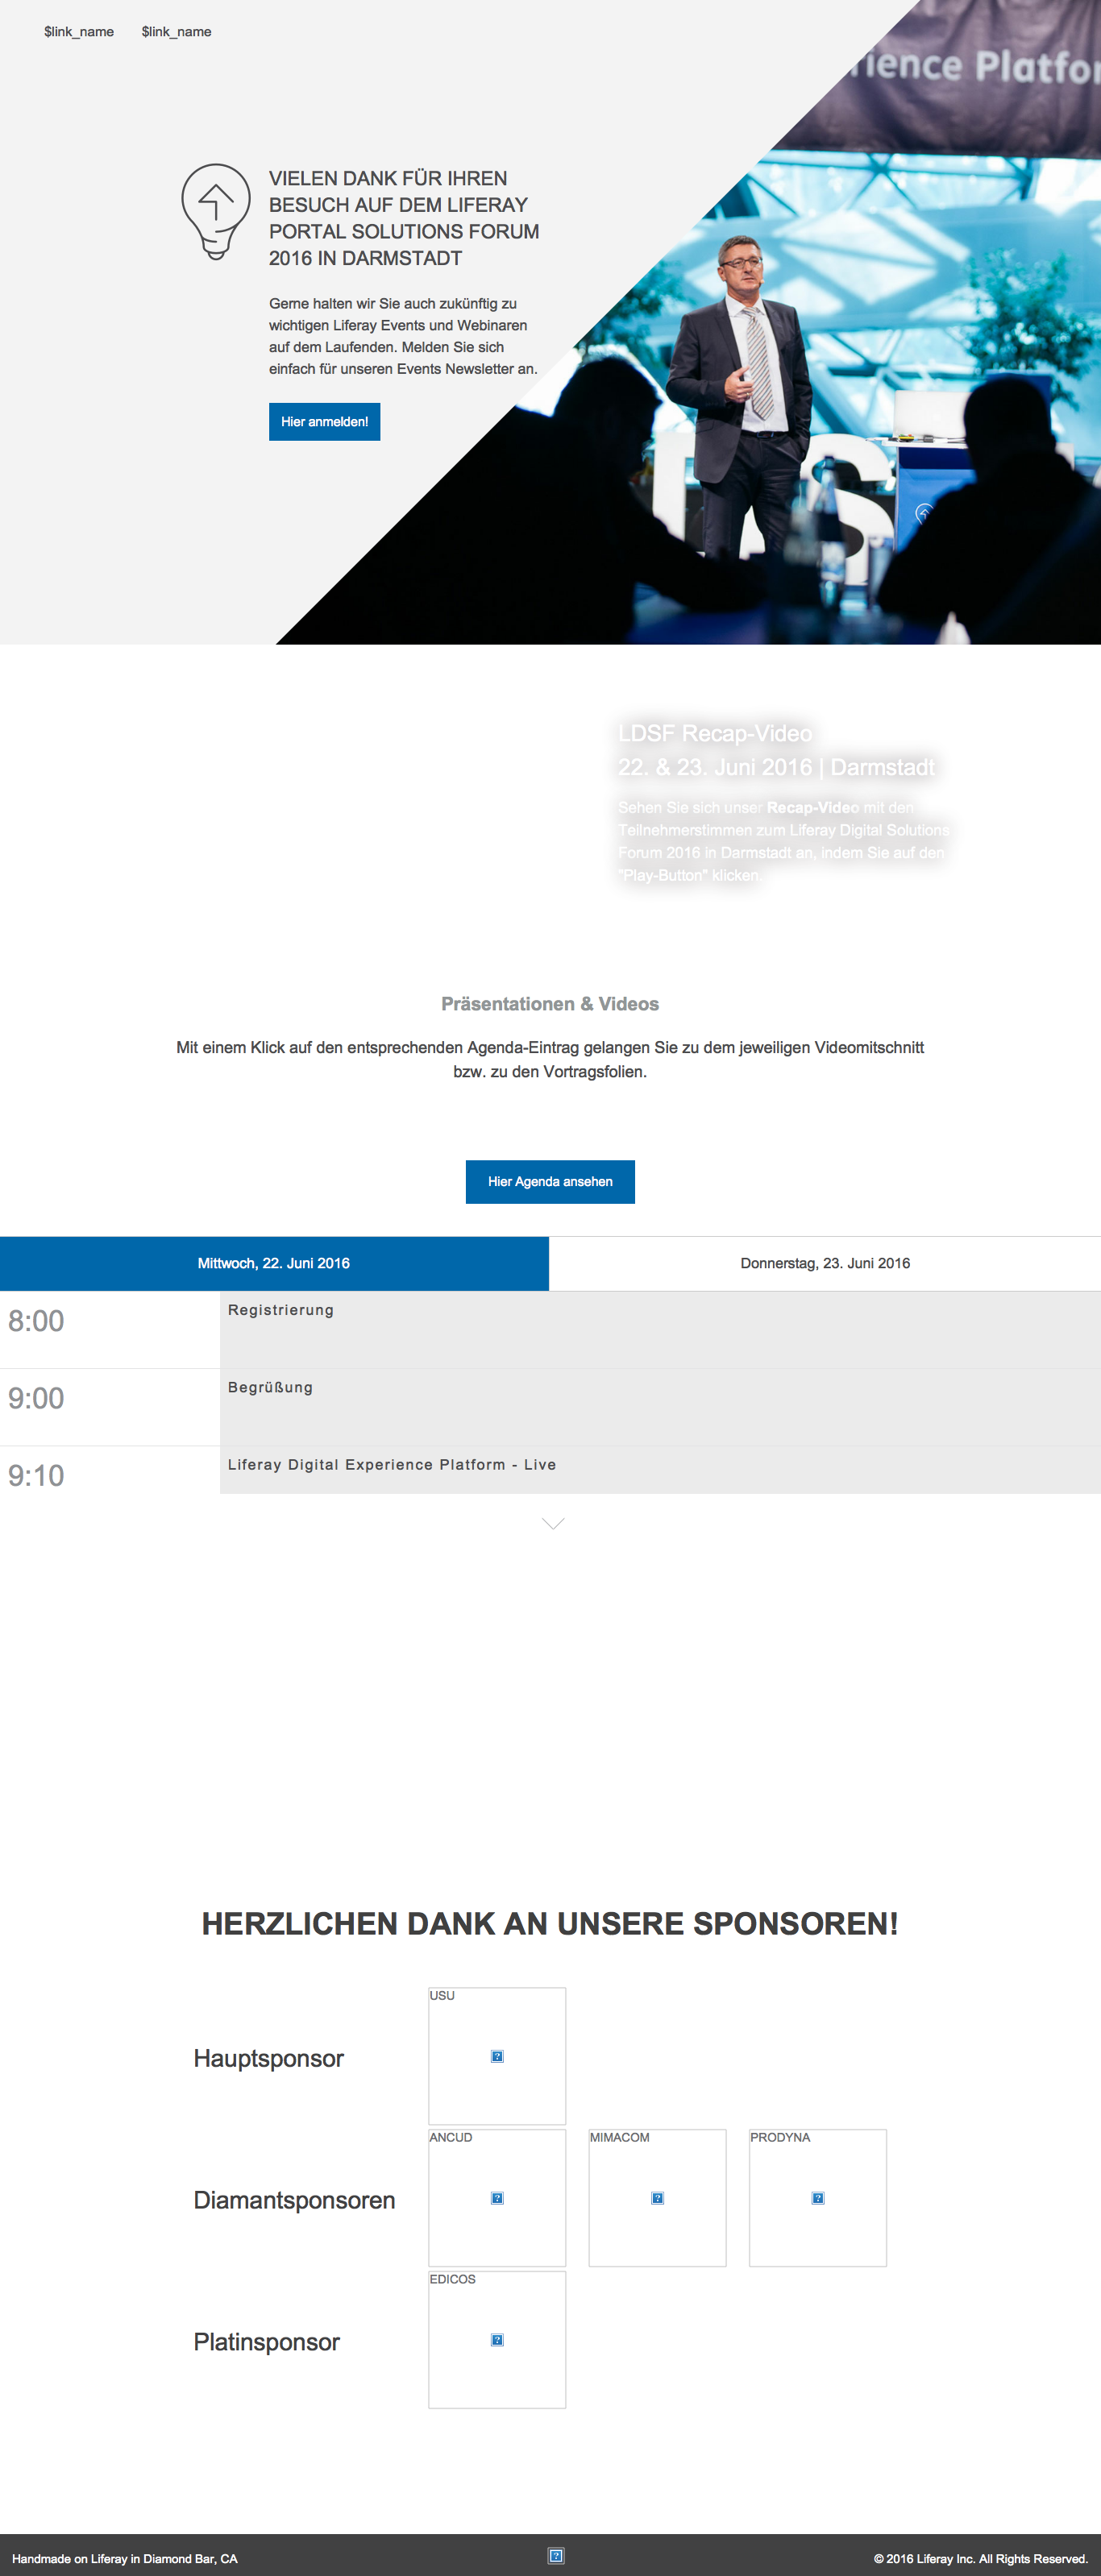 $link_name $link_name
rience Platfor
VIELEN DANK FÜR IHREN
BESUCH AUF DEM LIFERAY
PORTAL SOLUTIONS FORUM
2016 IN DARMSTADT
Gerne halten wir Sie auch zukünftig zu
wichtigen Liferay Events und Webinaren
auf dem Laufenden. Melden Sie sich
einfach für unseren Events Newsletter an.
Hier anmelden!
LDSF Recap-Video
22. & 23. Juni 2016 | Darmstadt
Sehen Sie sich unser Recap-Video mit den
Teilnehmerstimmen zum Liferay Digital Solutions
Forum 2016 in Darmstadt an, indem Sie auf den
"Play-Button" klicken.
Präsentationen & Videos
Mit einem Klick auf den entsprechenden Agenda-Eintrag gelangen Sie zu dem jeweiligen Videomitschnitt
bzw. zu den Vortragsfolien.
Hier Agenda ansehen
Mittwoch, 22. Juni 2016 Donnerstag, 23. Juni 2016
8:00 Registrierung
9:00 Begrüßung
9:10 Liferay Digital Experience Platform - Live
HERZLICHEN DANK AN UNSERE SPONSOREN!
USU
Hauptsponsor
ANCUD MIMACOM PRODYNA
Diamantsponsoren
EDICOS
Platinsponsor
Handmade on Liferay in Diamond Bar, CA © 2016 Liferay Inc. All Rights Reserved.